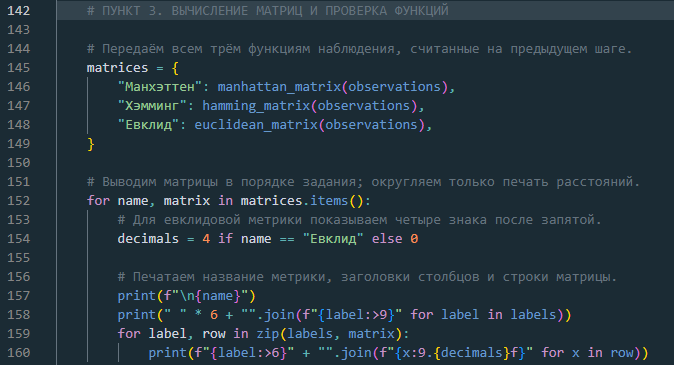 142 # ПУНКТ 3. ВЫЧИСЛЕНИЕ МАТРИЦ И ПРОВЕРКА ФУНКЦИЙ
143
144 # Передаём всем трём функциям наблюдения, считанные на предыдущем шаге.
145 matrices = {
146     "Манхэттен": manhattan_matrix(observations),
147     "Хэмминг": hamming_matrix(observations),
148     "Евклид": euclidean_matrix(observations),
149 }
150
151 # Выводим матрицы в порядке задания; округляем только печать расстояний.
152 for name, matrix in matrices.items():
153     # Для евклидовой метрики показываем четыре знака после запятой.
154     decimals = 4 if name == "Евклид" else 0
155
156     # Печатаем название метрики, заголовки столбцов и строки матрицы.
157     print(f"\n{name}")
158     print(" " * 6 + "".join(f"{label:>9}" for label in labels))
159     for label, row in zip(labels, matrix):
160         print(f"{label:>6}" + "".join(f"{x:9.{decimals}f}" for x in row))